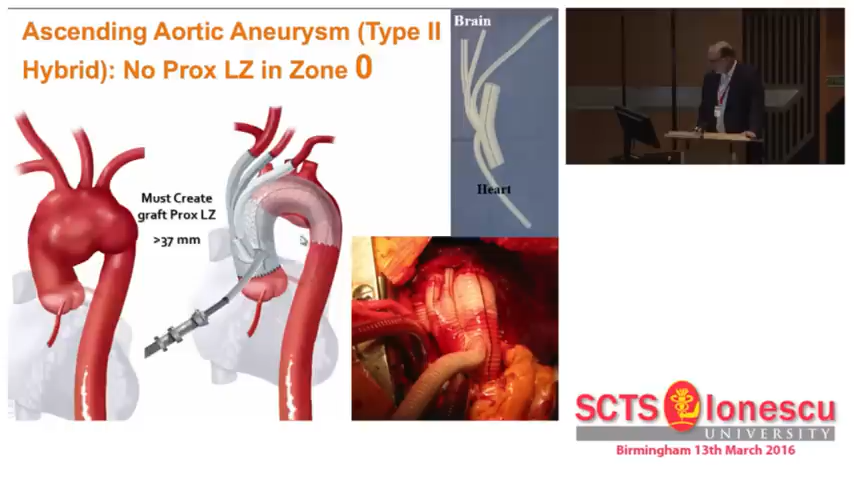 Ascending Aortic Aneurysm (Type II
Hybrid): No Prox LZ in Zone 0
Brain
Must Create
graft Prox LZ
>37 mm
Heart
SCTS Ionescu
UNIVERSITY
Birmingham 13th March 2016